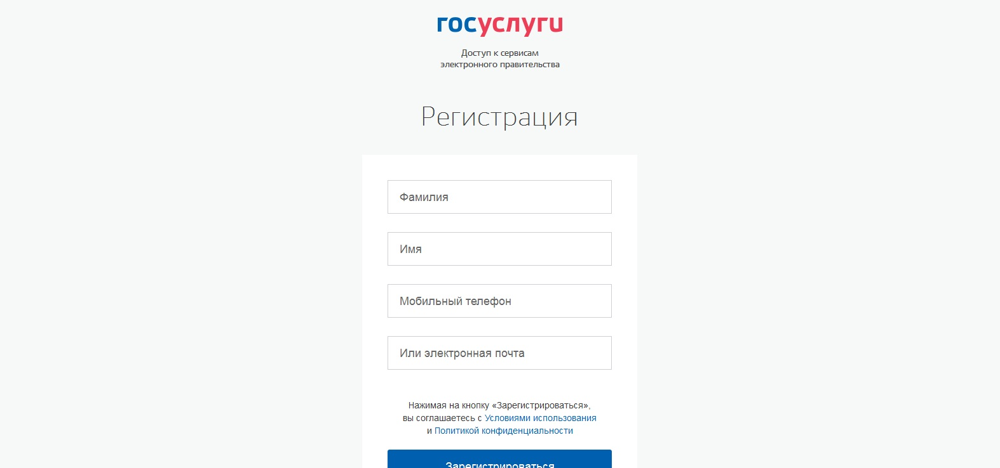 госуслуги
Доступ к сервисам
электронного правительства
Регистрация
Фамилия
Имя
Мобильный телефон
Или электронная почта
Нажимая на кнопку «Зарегистрироваться»,
вы соглашаетесь с Условиями использования
и Политикой конфиденциальности
Зарегистрироваться